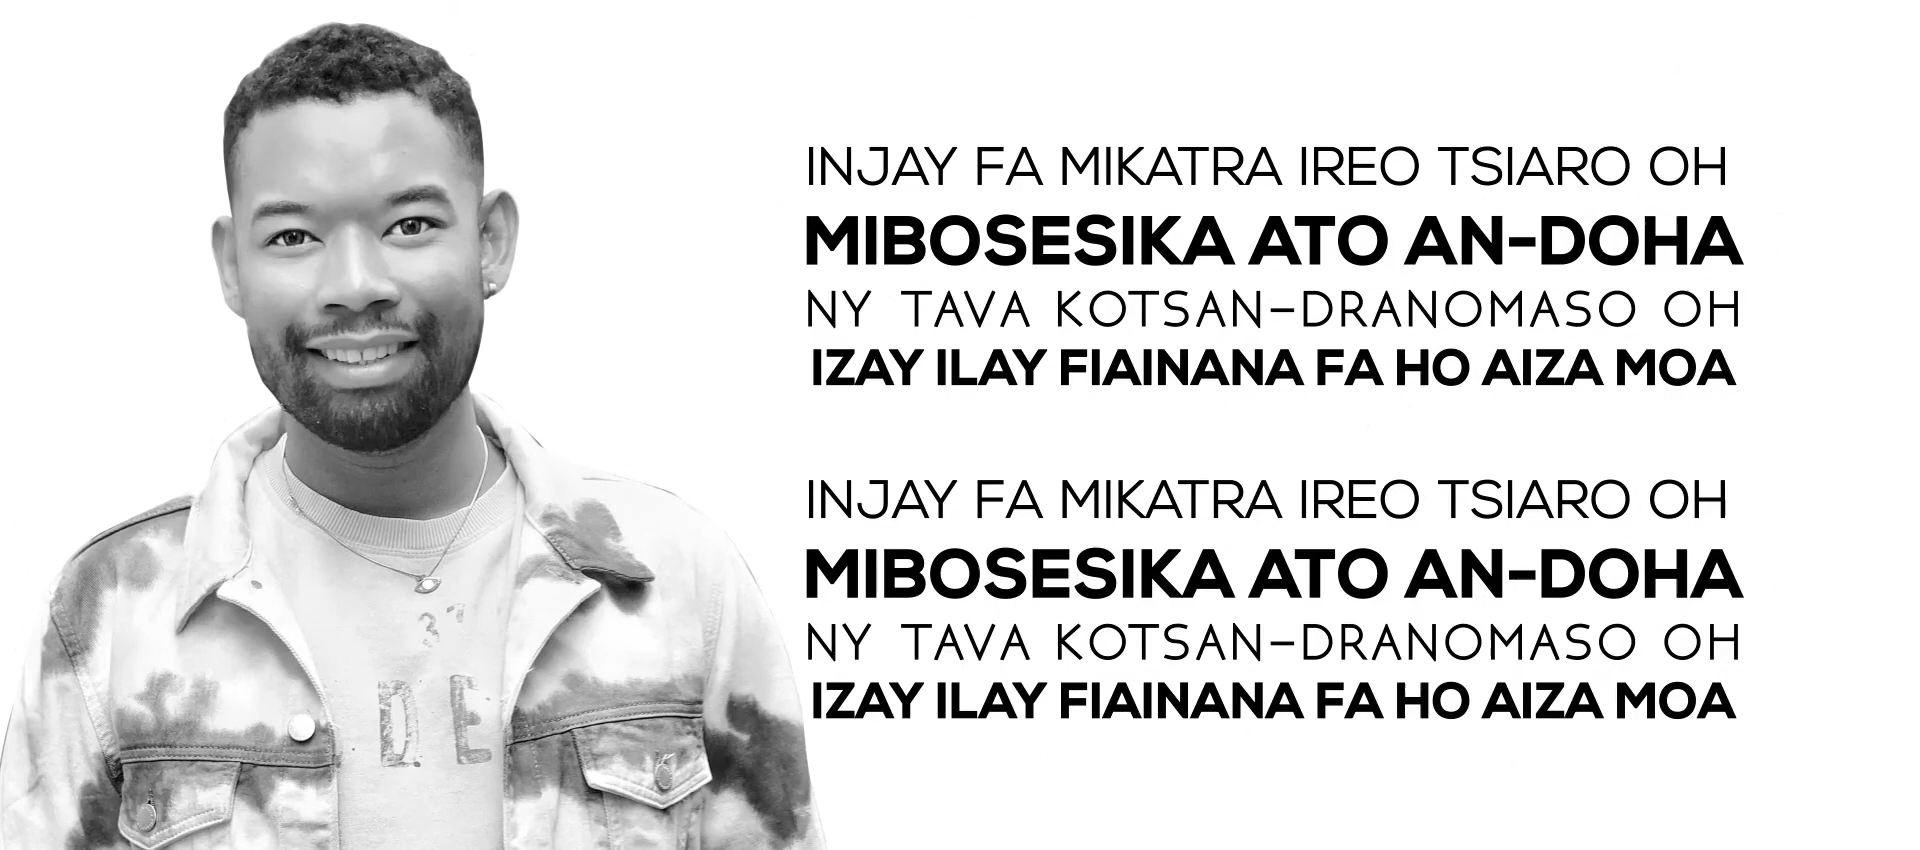 INJAY FA MIKATRA IREO TSIARO OH
MIBOSESIKA ATO AN-DOHA
NY TAVA KOTSAN-DRANOMASO OH
IZAY ILAY FIAINANA FA HO AIZA MOA
INJAY FA MIKATRA IREO TSIARO OH
MIBOSESIKA ATO AN-DOHA
NY TAVA KOTSAN-DRANOMASO OH
IZAY ILAY FIAINANA FA HO AIZA MOA
DE